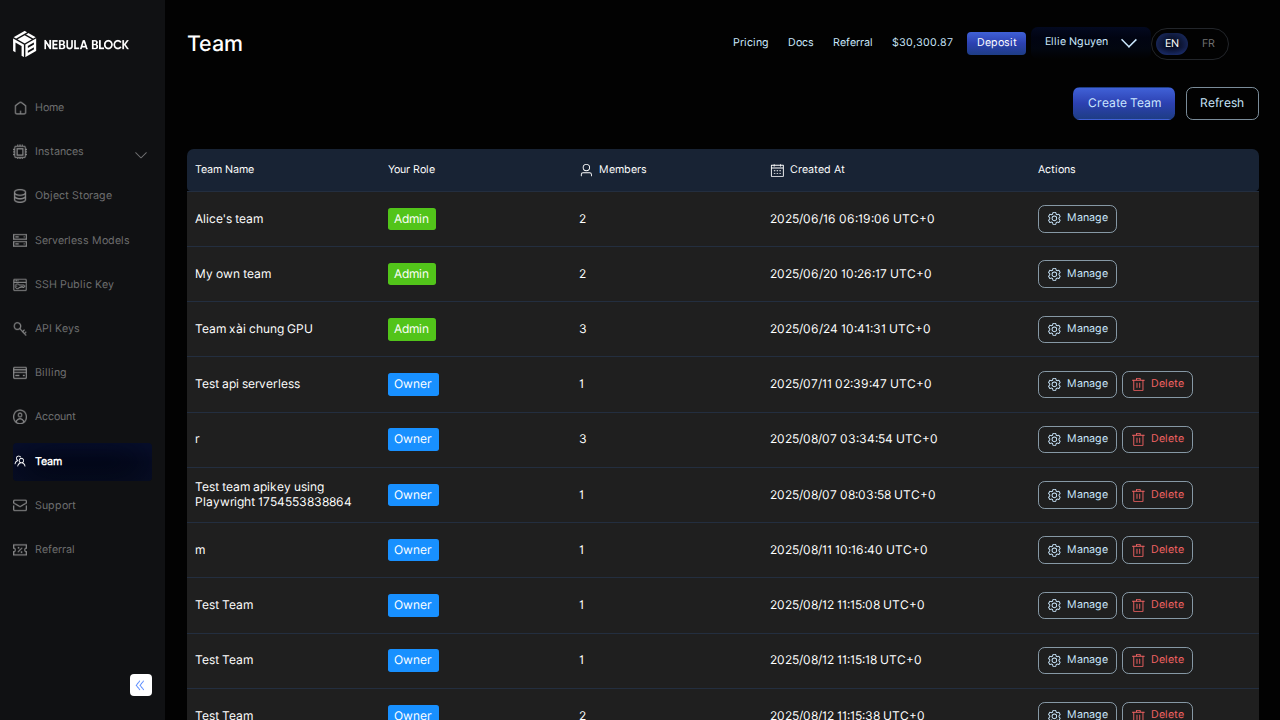 NEBULA BLOCK
Team
Pricing
Docs
Referral
$30,300.87
Deposit
Ellie Nguyen
EN
FR
Home
Instances
Object Storage
Serverless Models
SSH Public Key
API Keys
Billing
Account
Team
Support
Referral
Create Team
Refresh
Team Name Your Role Members Created At Actions
Alice's team Admin 2 2025/06/16 06:19:06 UTC+0 Manage
My own team Admin 2 2025/06/20 10:26:17 UTC+0 Manage
Team xài chung GPU Admin 3 2025/06/24 10:41:31 UTC+0 Manage
Test api serverless Owner 1 2025/07/11 02:39:47 UTC+0 Manage Delete
r Owner 3 2025/08/07 03:34:54 UTC+0 Manage Delete
Test team apikey using
Playwright 1754553838864 Owner 1 2025/08/07 08:03:58 UTC+0 Manage Delete
m Owner 1 2025/08/11 10:16:40 UTC+0 Manage Delete
Test Team Owner 1 2025/08/12 11:15:08 UTC+0 Manage Delete
Test Team Owner 1 2025/08/12 11:15:18 UTC+0 Manage Delete
Test Team Owner 2 2025/08/12 11:15:38 UTC+0 Manage Delete